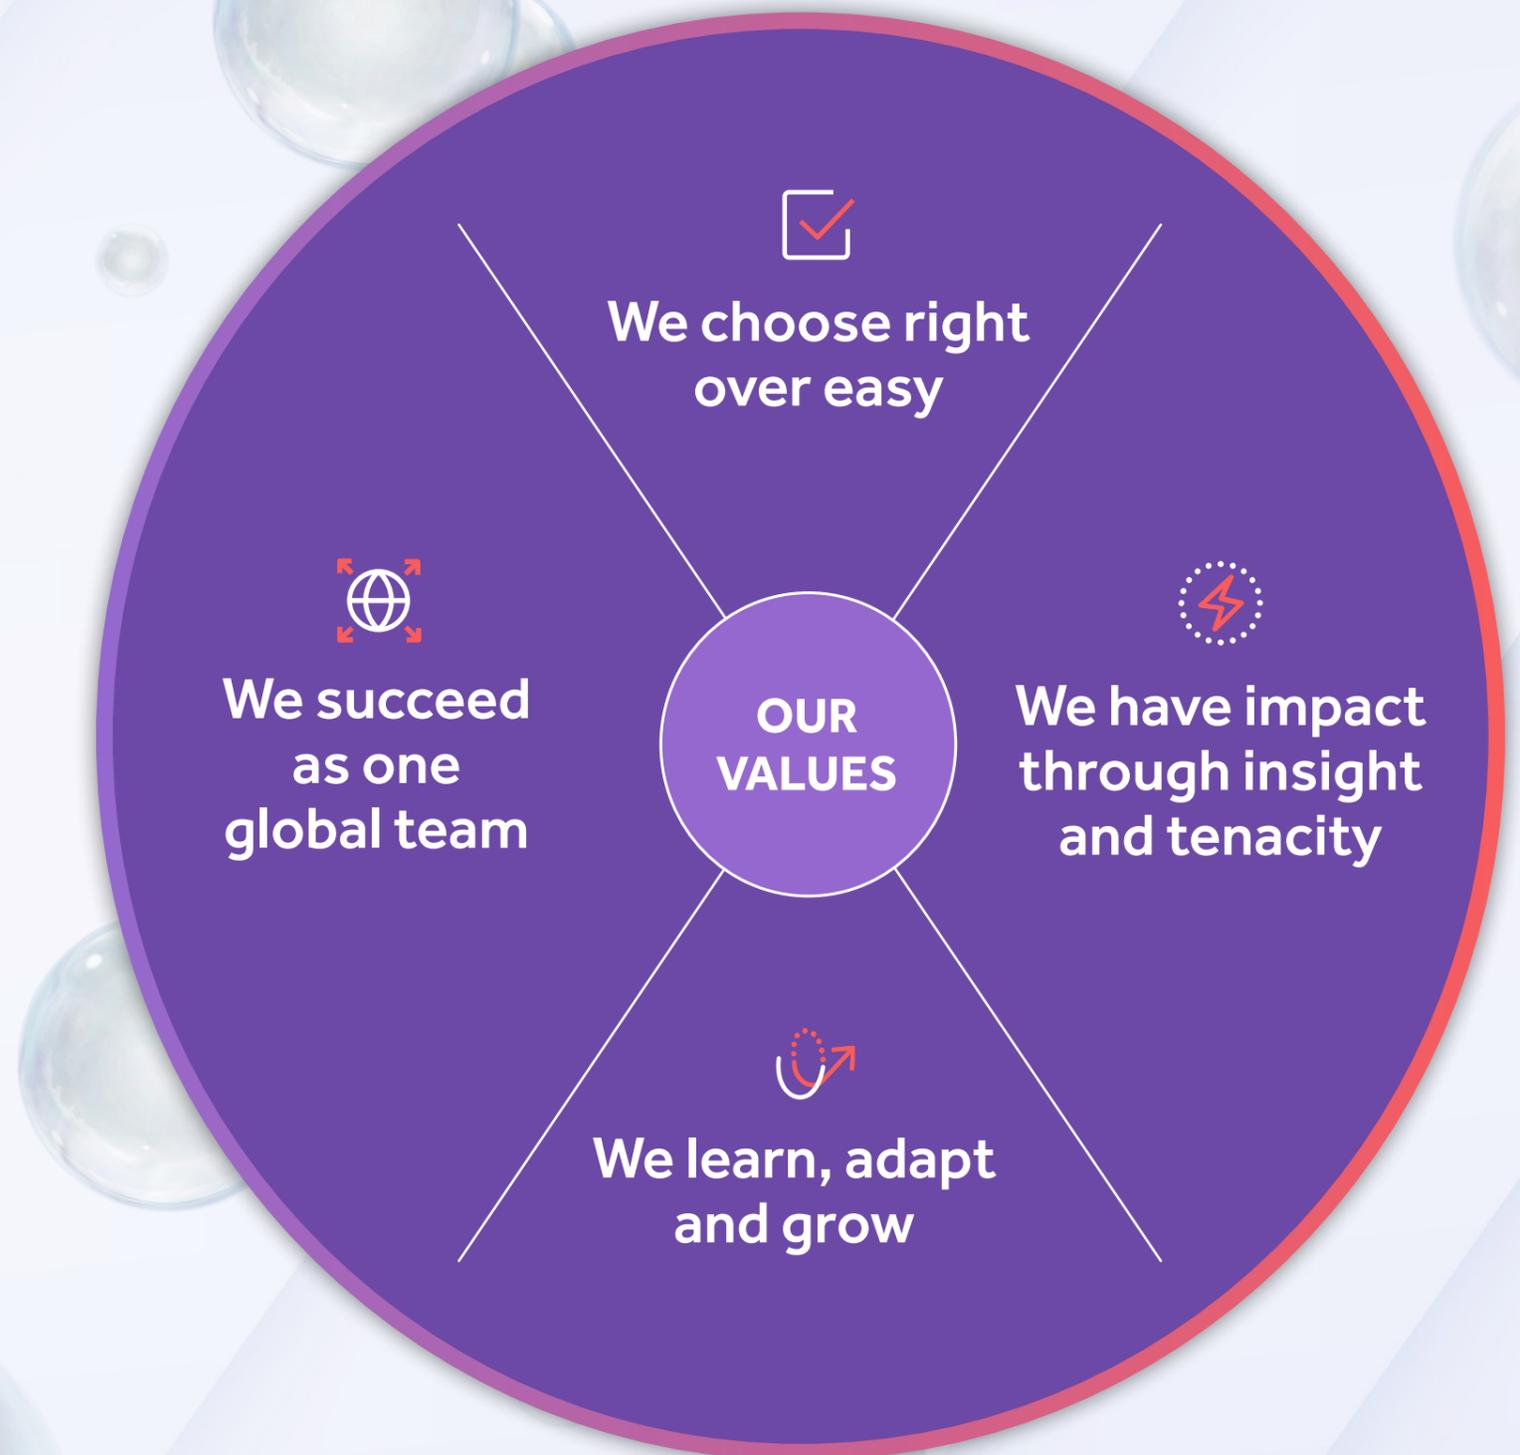 We choose right
over easy
We succeed
as one
global team
OUR
VALUES
We have impact
through insight
and tenacity
We learn, adapt
and grow